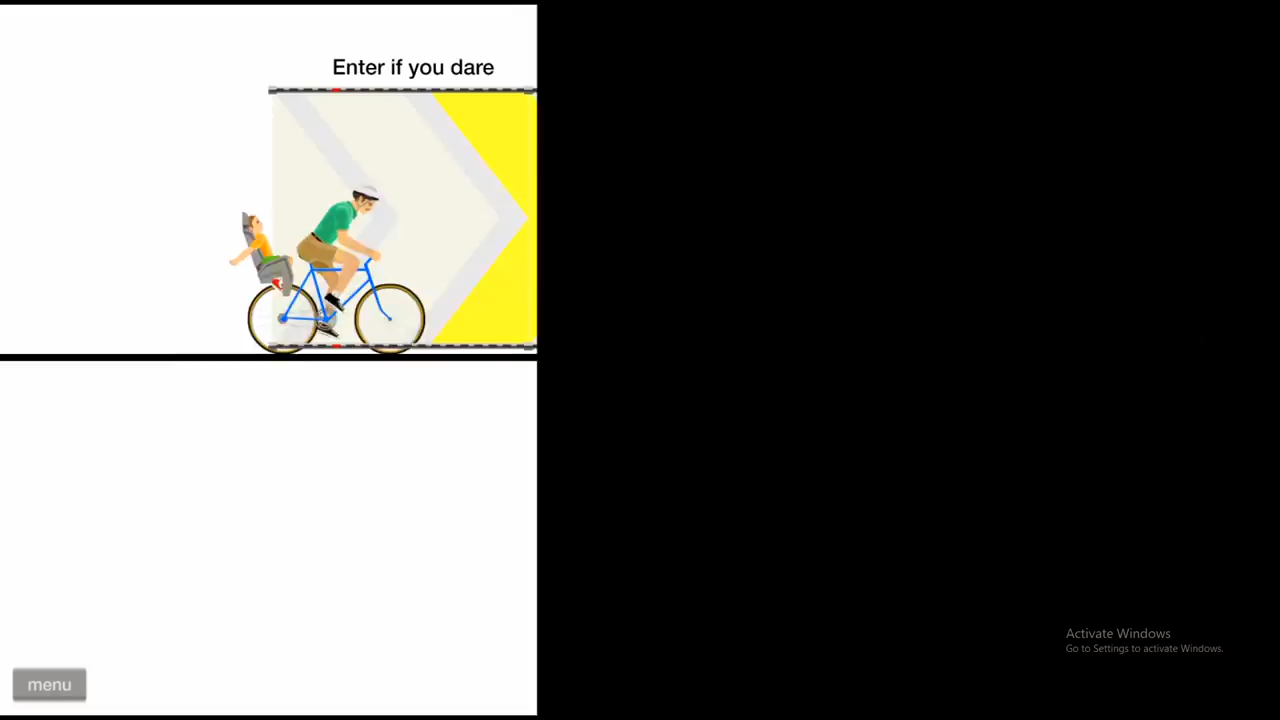 Enter if you dare
Activate Windows
Go to Settings to activate Windows.
menu